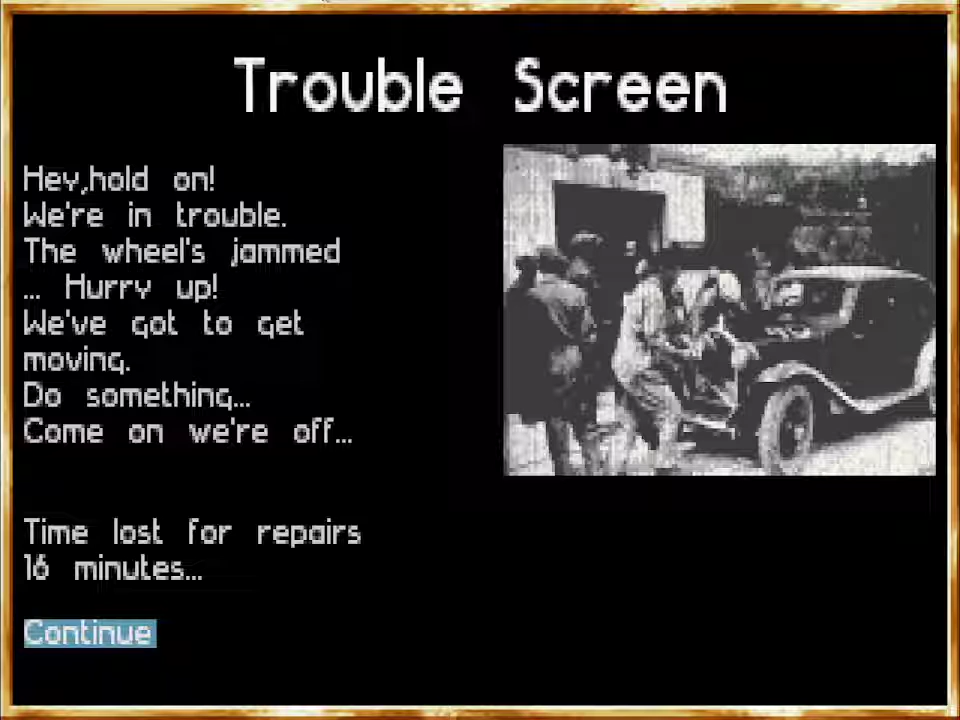 Trouble Screen
Hey,hold on!
We're in trouble.
The wheel's jammed
... Hurry up!
We've got to get
moving.
Do something...
Come on we're off...
Time lost for repairs
16 minutes...
Continue